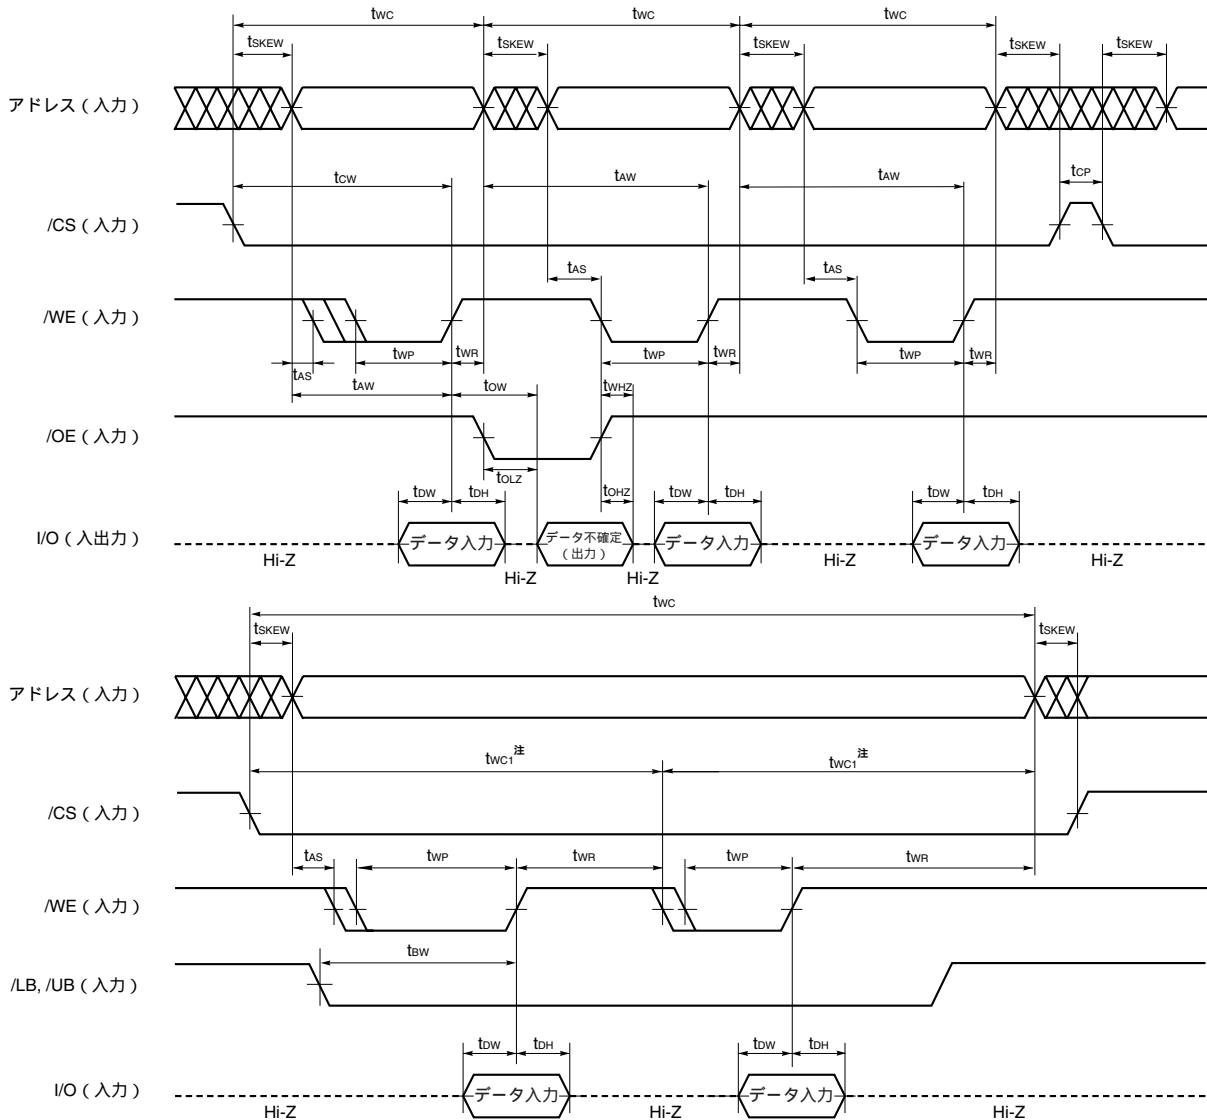 tWC tWC tWC
tSKEW tSKEW tSKEW tSKEW tSKEW
アドレス（入力）
tCW tAW tAW tCP
/CS（入力）
tAS tAS
/WE（入力）
tWP tWR tWP tWR tWP tWR
tAS
tAW tOW tWHZ
/OE（入力）
tOLZ
tDW tDH tOHZ tDW tDH tDW tDH
I/O（入出力）
データ入力 データ不確定（出力） データ入力 データ入力
Hi-Z Hi-Z Hi-Z Hi-Z Hi-Z
tWC
tSKEW tSKEW
アドレス（入力）
tWC1注 tWC1注
/CS（入力）
tAS tWP tWR tWP tWR
/WE（入力）
tBW
/LB, /UB（入力）
tDW tDH tDW tDH
I/O（入力）
データ入力 データ入力
Hi-Z Hi-Z Hi-Z